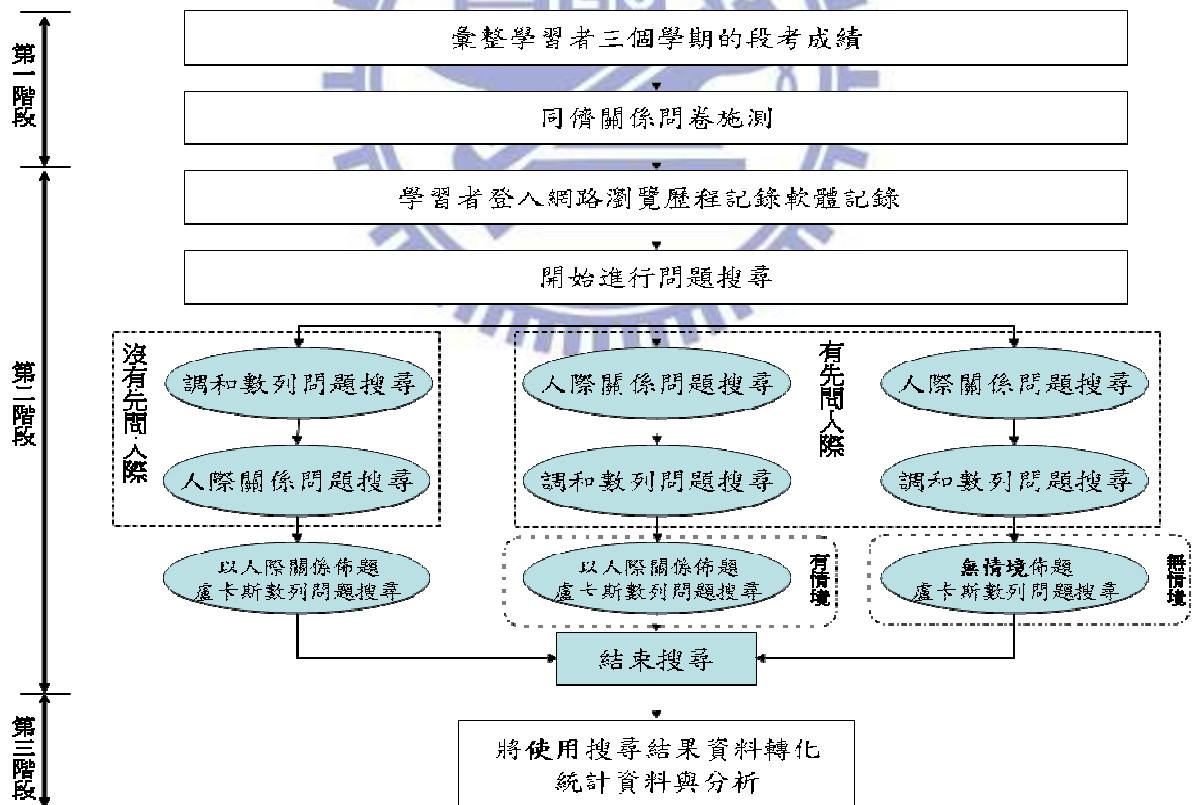 第一階段
彙整學習者三個學期的段考成績
同儕關係問卷施測
第二階段
學習者登入網路瀏覽歷程記錄軟體記錄
開始進行問題搜尋
沒有先問人際
調和數列問題搜尋
人際關係問題搜尋
以人際關係佈題
盧卡斯數列問題搜尋
有先問人際
人際關係問題搜尋
調和數列問題搜尋
以人際關係佈題
盧卡斯數列問題搜尋
有情境
人際關係問題搜尋
調和數列問題搜尋
無情境佈題
盧卡斯數列問題搜尋
無情境
結束搜尋
第三階段
將使用搜尋結果資料轉化
統計資料與分析